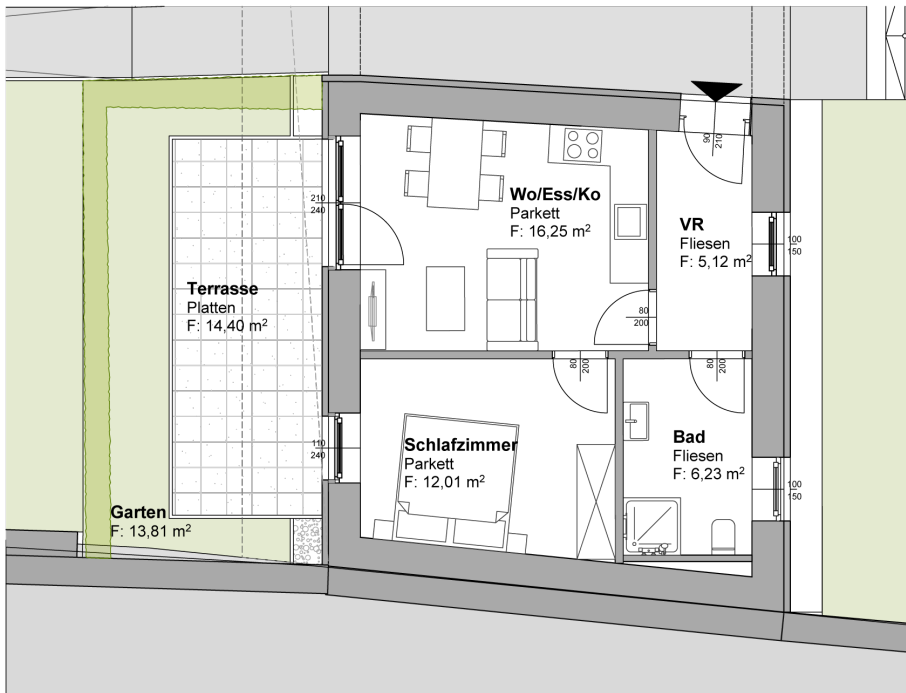 90
210
Wo/Ess/Ko
Parkett
F: 16,25 m²
VR
Fliesen
F: 5,12 m²
210
240
100
150
Terrasse
Platten
F: 14,40 m²
80
200
80
200
80
200
Schlafzimmer
Parkett
F: 12,01 m²
Bad
Fliesen
F: 6,23 m²
110
240
100
150
Garten
F: 13,81 m²